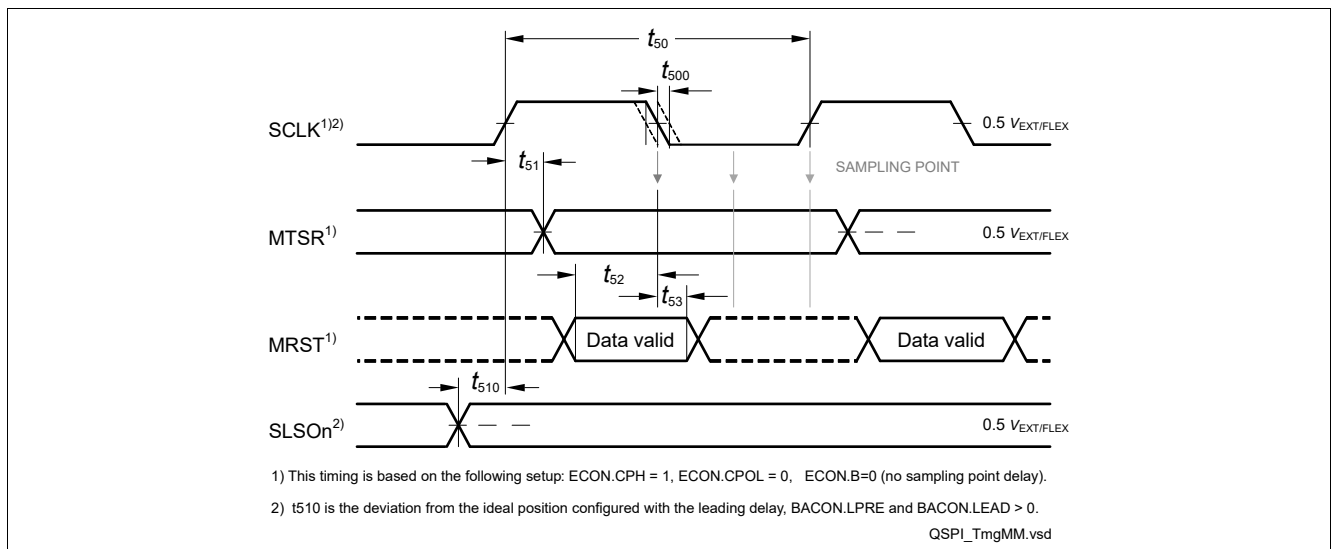 t50
t500
SCLK1)2)
0.5 VEXT/FLEX
t51
SAMPLING POINT
MTSR1)
0.5 VEXT/FLEX
t52
t53
MRST1)
Data valid
Data valid
t510
SLSOn2)
0.5 VEXT/FLEX
1) This timing is based on the following setup: ECON.CPH = 1, ECON.CPOL = 0, ECON.B=0 (no sampling point delay).
2) t510 is the deviation from the ideal position configured with the leading delay, BACON.LPRE and BACON.LEAD > 0.
QSPI_TmgMM.vsd